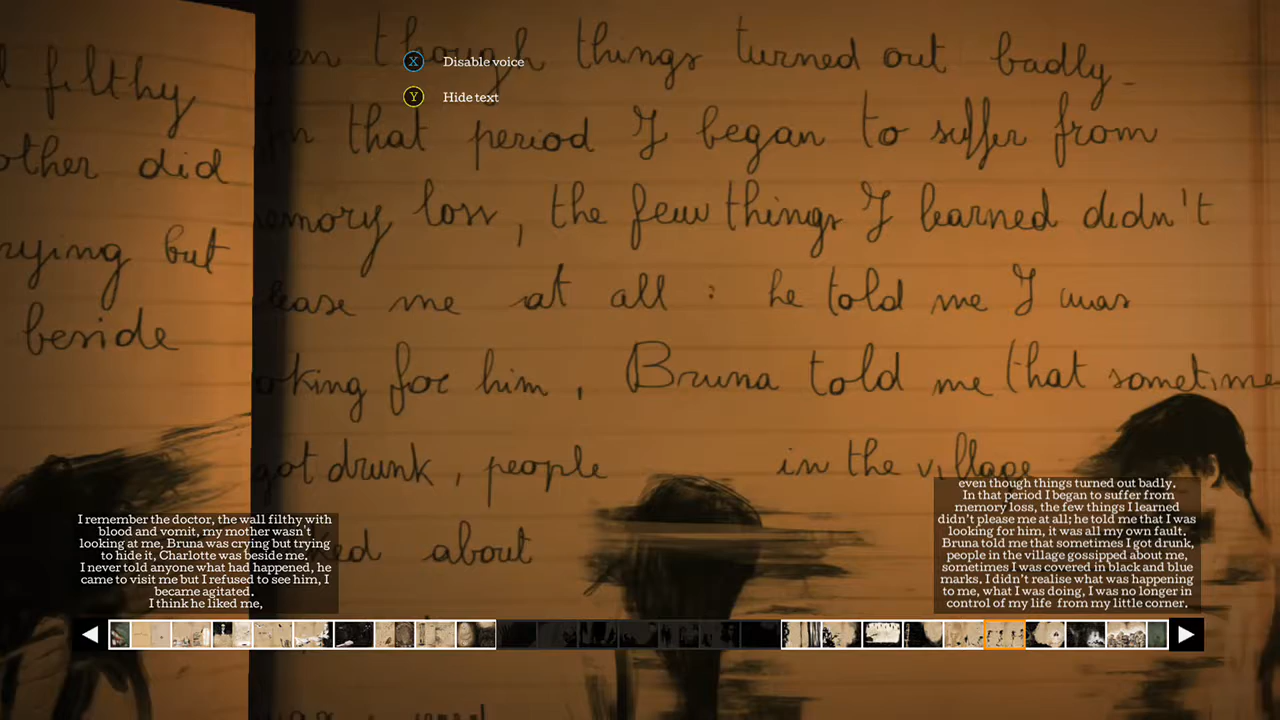 Disable voice
Hide text
X
Y
filthy
other did
but
beside
though things turned out badly
that period I began to suffer from
loss, the few things I learned didn't
me at all : he told me I was
for him, Bruna told me that sometimes
got drunk, people in the village
about
I remember the doctor, the wall filthy with
blood and vomit, my mother wasn't
looking at me, Bruna was crying but trying
to hide it, Charlotte was beside me.
I never told anyone what had happened, he
came to visit me but I refused to see him, I
became agitated.
I think he liked me,
even though things turned out badly.
In that period I began to suffer from
memory loss, the few things I learned
didn't please me at all; he told me that I was
looking for him, it was all my own fault,
Bruna told me that sometimes I got drunk,
people in the village gossipped about me,
sometimes I was covered in black and blue
marks. I didn't realise what was happening
to me, what I was doing, I was no longer in
control of my life from my little corner.